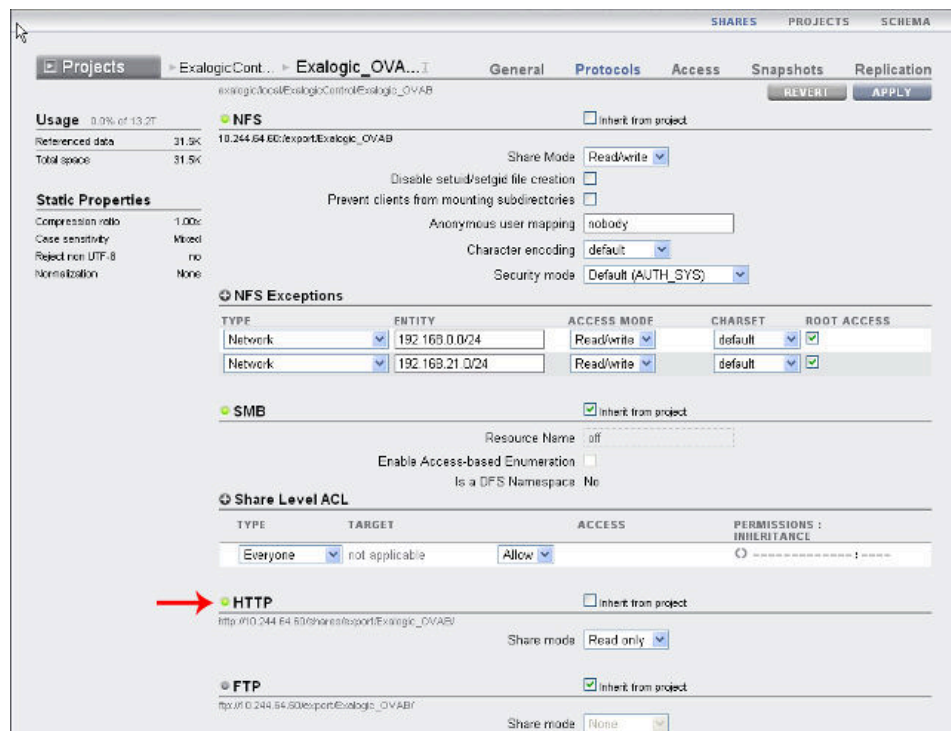 SHARES PROJECTS SCHEMA
Projects ExalogicCont... Exalogic_OVA... General Protocols Access Snapshots Replication
exalogic/local/ExalogicControl/Exalogic_OVAB REVERT APPLY
Usage 0.0% of 13.2T
Referenced data 31.5K
Total space 31.5K
Static Properties
Compression ratio 1.00x
Case sensitivity Mixed
Reject non UTF-8 no
Normalization None
NFS Inherit from project
10.244.64.60:/export/Exalogic_OVAB
Share Mode Read/write
Disable setuid/setgid file creation
Prevent clients from mounting subdirectories
Anonymous user mapping nobody
Character encoding default
Security mode Default (AUTH_SYS)
NFS Exceptions
TYPE ENTITY ACCESS MODE CHARSET ROOT ACCESS
Network 192.168.0.0/24 Read/write default
Network 192.168.21.0/24 Read/write default
SMB Inherit from project
Resource Name off
Enable Access-based Enumeration
Is a DFS Namespace No
Share Level ACL
TYPE TARGET ACCESS PERMISSIONS :
INHERITANCE
Everyone not applicable Allow -------------:----
HTTP Inherit from project
http://10.244.64.60/shares/export/Exalogic_OVAB/
Share mode Read only
FTP Inherit from project
ftp://10.244.64.60/export/Exalogic_OVAB/
Share mode None